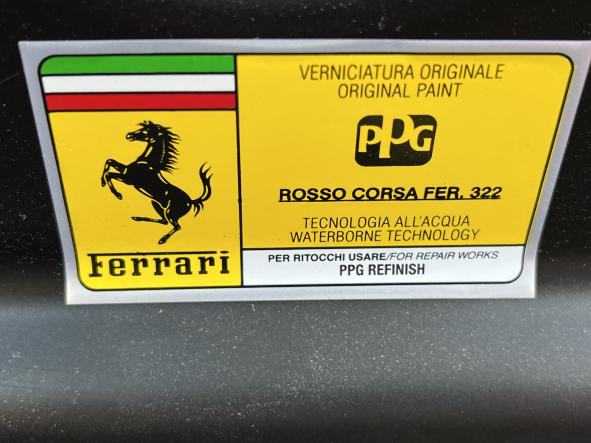 VERNICIATURA ORIGINALE
ORIGINAL PAINT
PPG
ROSSO CORSA FER. 322
TECNOLOGIA ALL'ACQUA
WATERBORNE TECHNOLOGY
Ferrari
PER RITOCCHI USARE/FOR REPAIR WORKS
PPG REFINISH